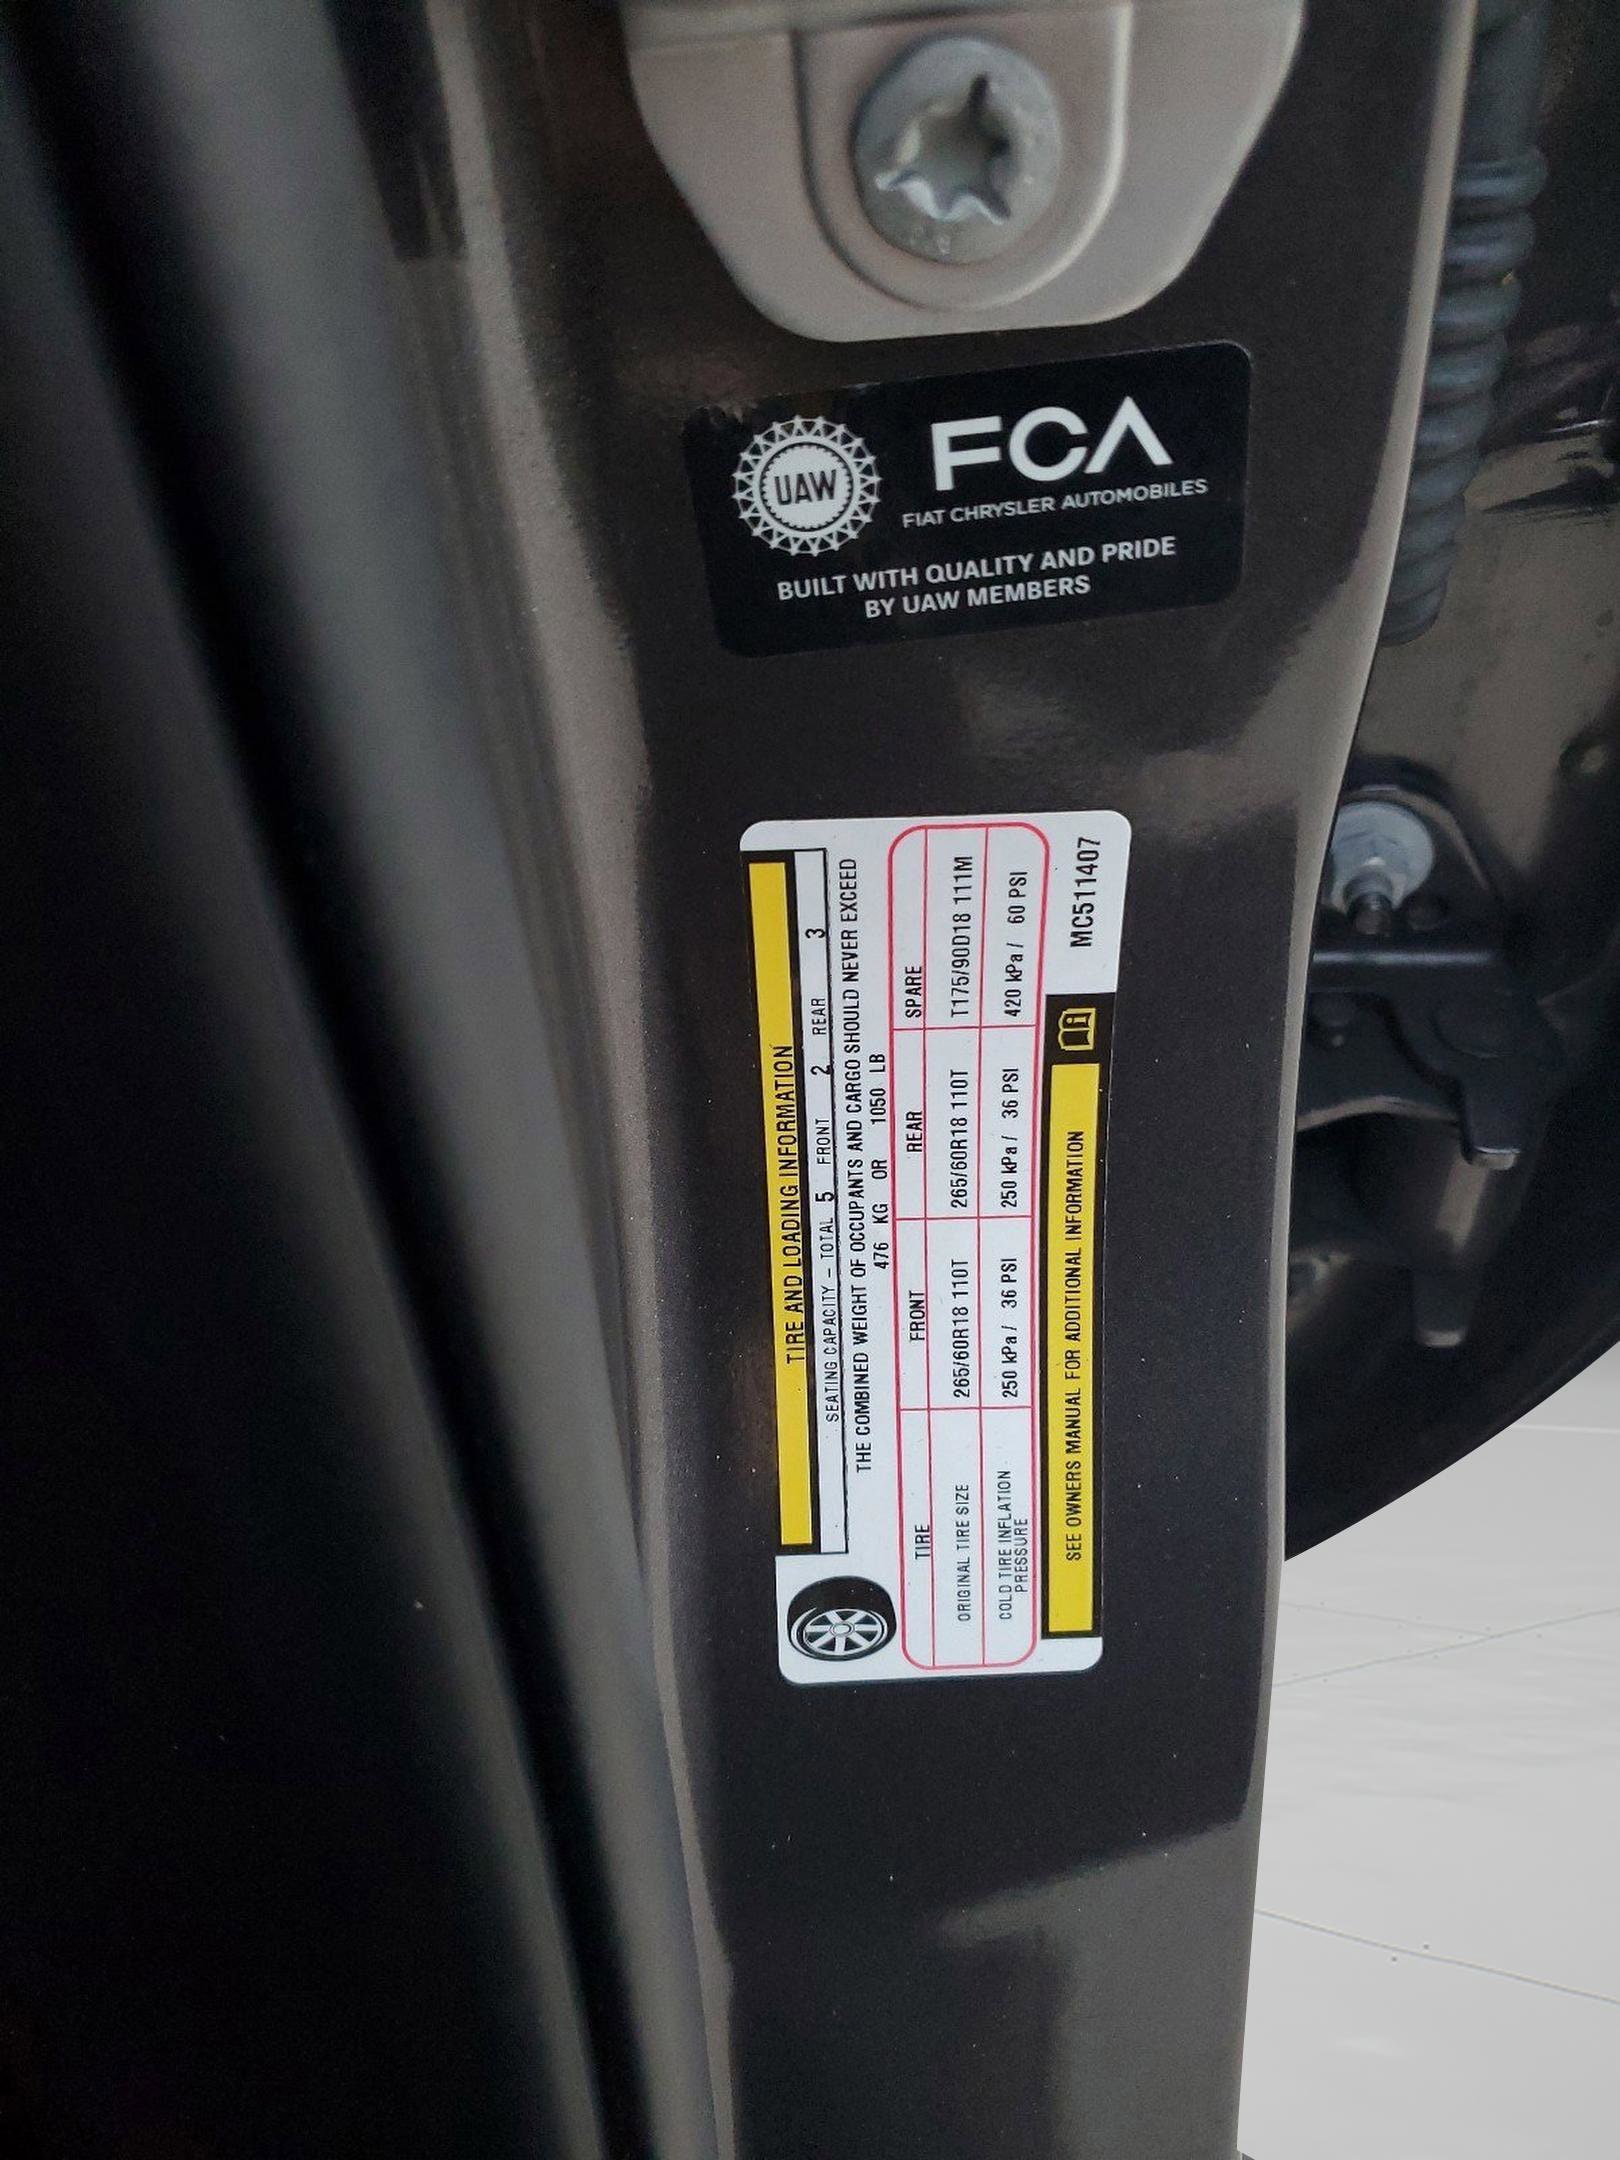 UAW
FCA
FIAT CHRYSLER AUTOMOBILES
BUILT WITH QUALITY AND PRIDE
BY UAW MEMBERS
TIRE AND LOADING INFORMATION
SEATING CAPACITY - TOTAL 5 FRONT 2 REAR 3
THE COMBINED WEIGHT OF OCCUPANTS AND CARGO SHOULD NEVER EXCEED
476 KG OR 1050 LB
TIRE FRONT REAR SPARE
ORIGINAL TIRE SIZE 265/60R18 110T 265/60R18 110T T175/90D18 111M
COLD TIRE INFLATION
PRESSURE 250 kPa / 36 PSI 250 kPa / 36 PSI 420 kPa / 60 PSI
SEE OWNERS MANUAL FOR ADDITIONAL INFORMATION
MC511407